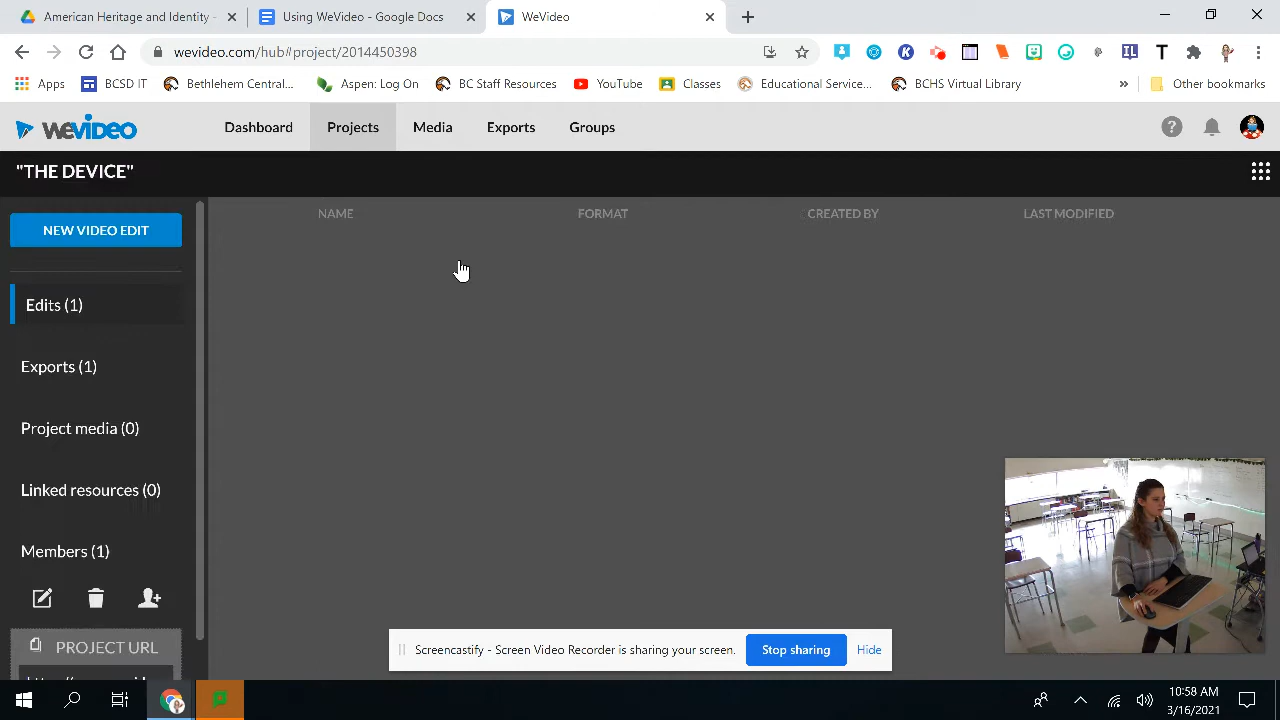 American Heritage and Identity -
Using WeVideo - Google Docs
WeVideo
wevideo.com/hub#project/2014450398
Apps
BCSD IT
Bethlehem Central...
Aspen: Log On
BC Staff Resources
YouTube
Classes
Educational Service...
BCHS Virtual Library
Other bookmarks
WEVIDEO
Dashboard
Projects
Media
Exports
Groups
"THE DEVICE"
NAME
FORMAT
CREATED BY
LAST MODIFIED
NEW VIDEO EDIT
Edits (1)
Exports (1)
Project media (0)
Linked resources (0)
Members (1)
PROJECT URL
Screencastify - Screen Video Recorder is sharing your screen.
Stop sharing
Hide
10:58 AM
3/16/2021